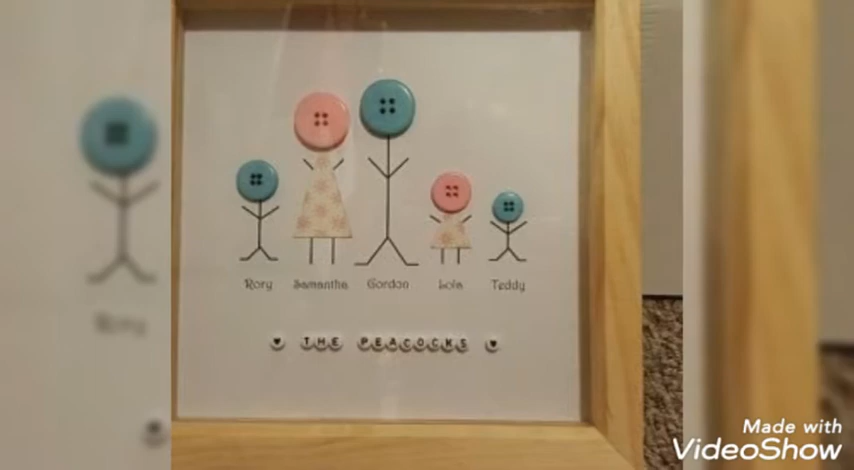 Rory Samantha Gordon Lola Teddy
♥ THE PEACOCKS ♥
Made with
VideoShow